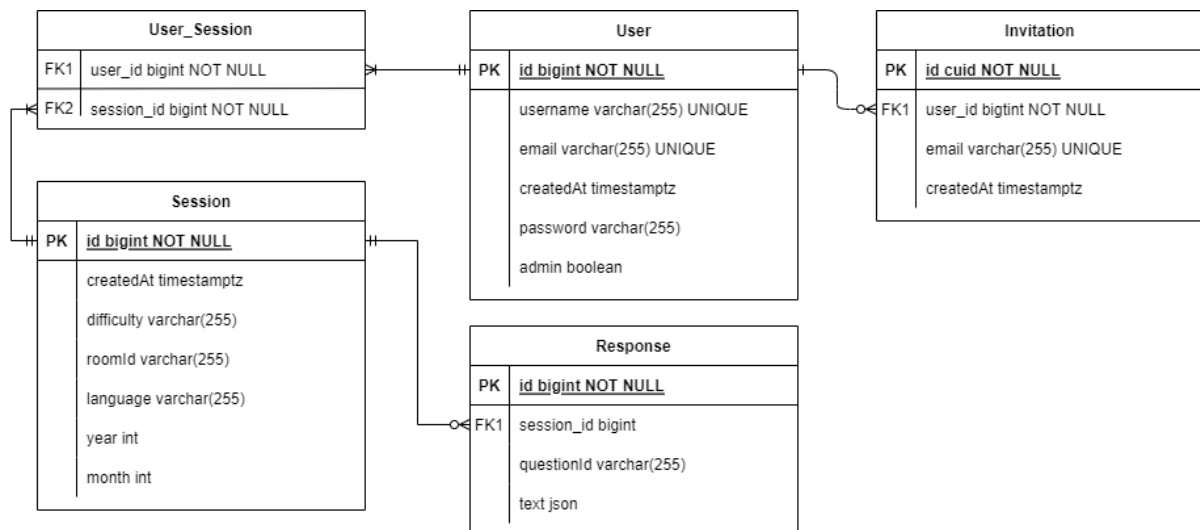 User_Session
FK1 user_id bigint NOT NULL
FK2 session_id bigint NOT NULL
User
PK id bigint NOT NULL
username varchar(255) UNIQUE
email varchar(255) UNIQUE
createdAt timestamptz
password varchar(255)
admin boolean
Invitation
PK id cuid NOT NULL
FK1 user_id bigtint NOT NULL
email varchar(255) UNIQUE
createdAt timestamptz
Session
PK id bigint NOT NULL
createdAt timestamptz
difficulty varchar(255)
roomId varchar(255)
language varchar(255)
year int
month int
Response
PK id bigint NOT NULL
FK1 session_id bigint
questionId varchar(255)
text json